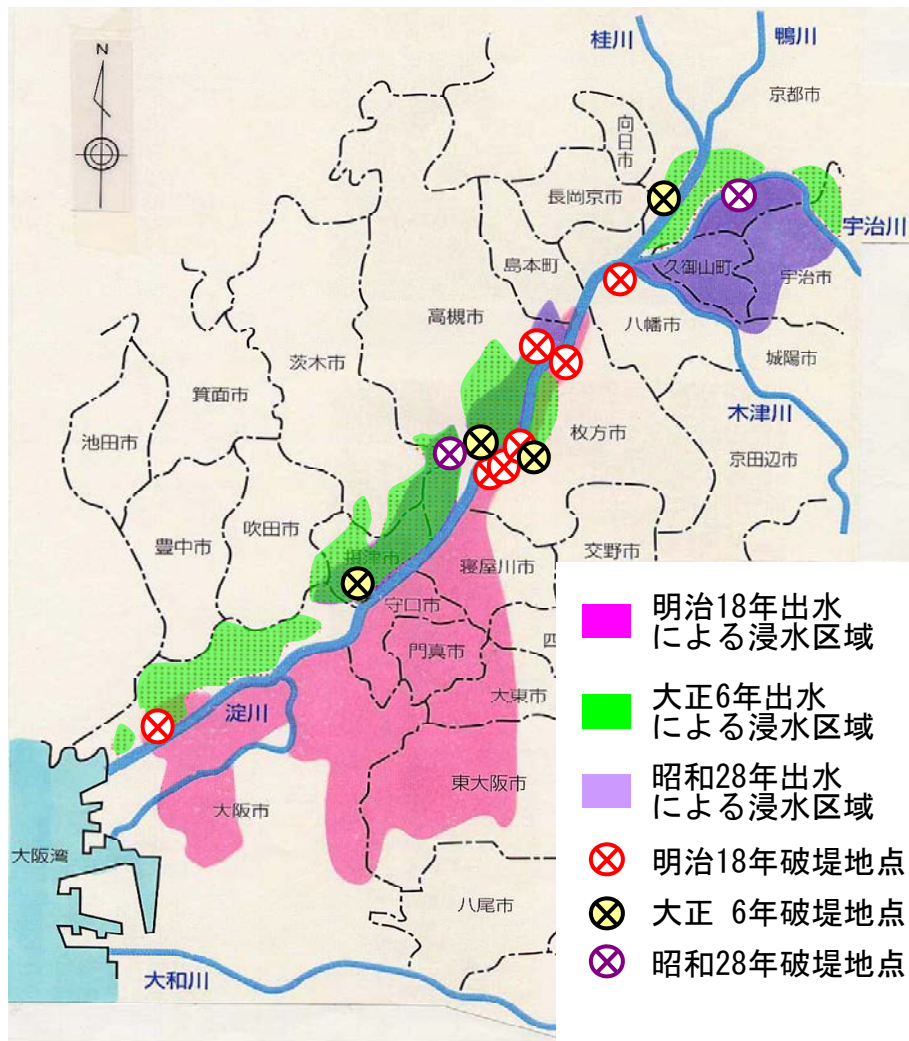 桂川
鴨川
N
京都市
向日市
長岡京市
宇治川
島本町
久御山町
宇治市
高槻市
八幡市
茨木市
城陽市
箕面市
木津川
池田市
枚方市
京田辺市
吹田市
豊中市
摂津市
交野市
寝屋川市
守口市
門真市
四
大東市
淀川
東大阪市
大阪市
大阪湾
八尾市
大和川
明治18年出水
による浸水区域
大正6年出水
による浸水区域
昭和28年出水
による浸水区域
明治18年破堤地点
大正 6年破堤地点
昭和28年破堤地点